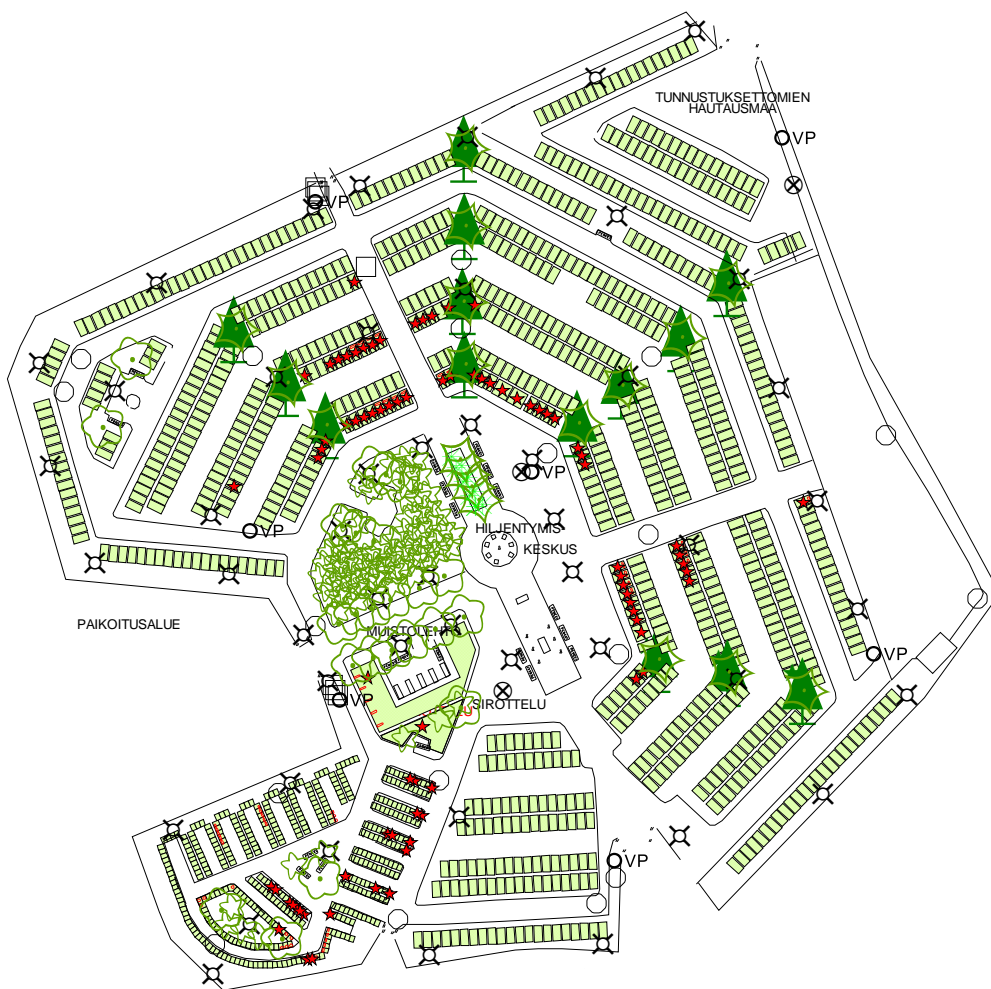 TUNNUSTUKSETTOMIEN
HAUTAUSMAA
VP
VP
VP
VP
HILJENTYMIS
KESKUS
PAIKOITUSALUE
MUISTOLEHTO
VP
VP
SIROTTELU
VP